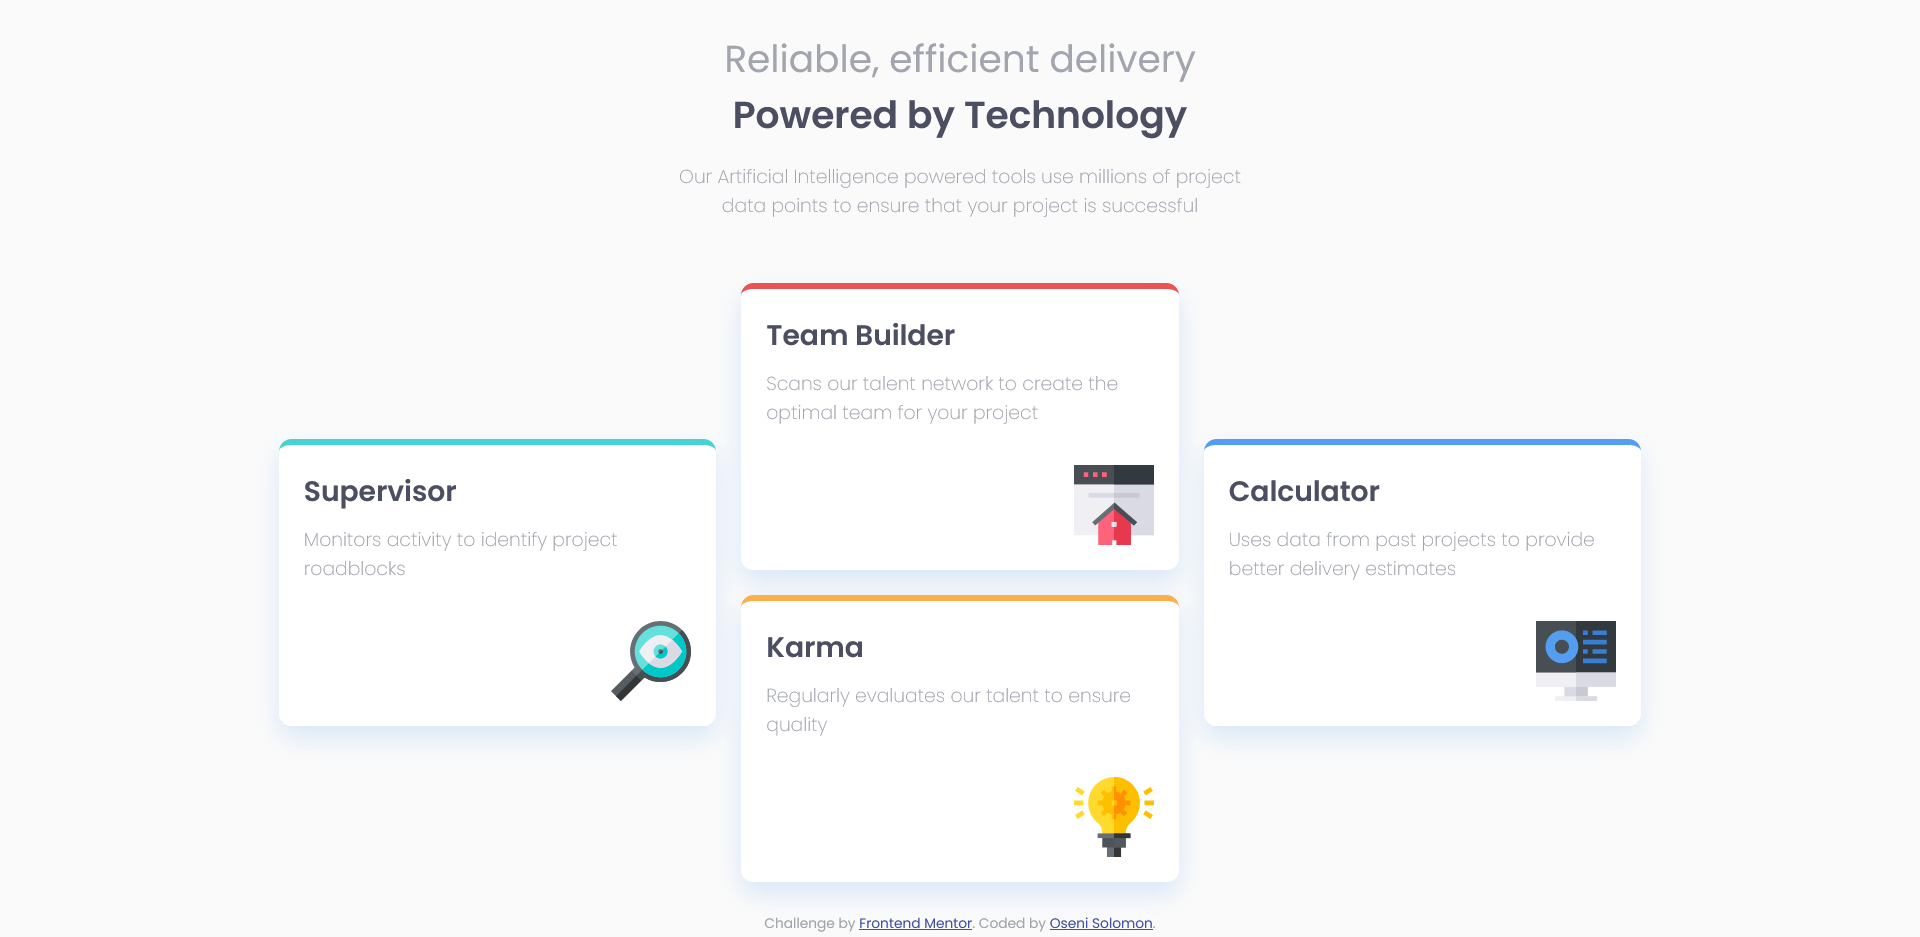 Reliable, efficient delivery
Powered by Technology
Our Artificial Intelligence powered tools use millions of project
data points to ensure that your project is successful
Supervisor
Monitors activity to identify project
roadblocks
Team Builder
Scans our talent network to create the
optimal team for your project
Karma
Regularly evaluates our talent to ensure
quality
Calculator
Uses data from past projects to provide
better delivery estimates
Challenge by Frontend Mentor. Coded by Oseni Solomon.